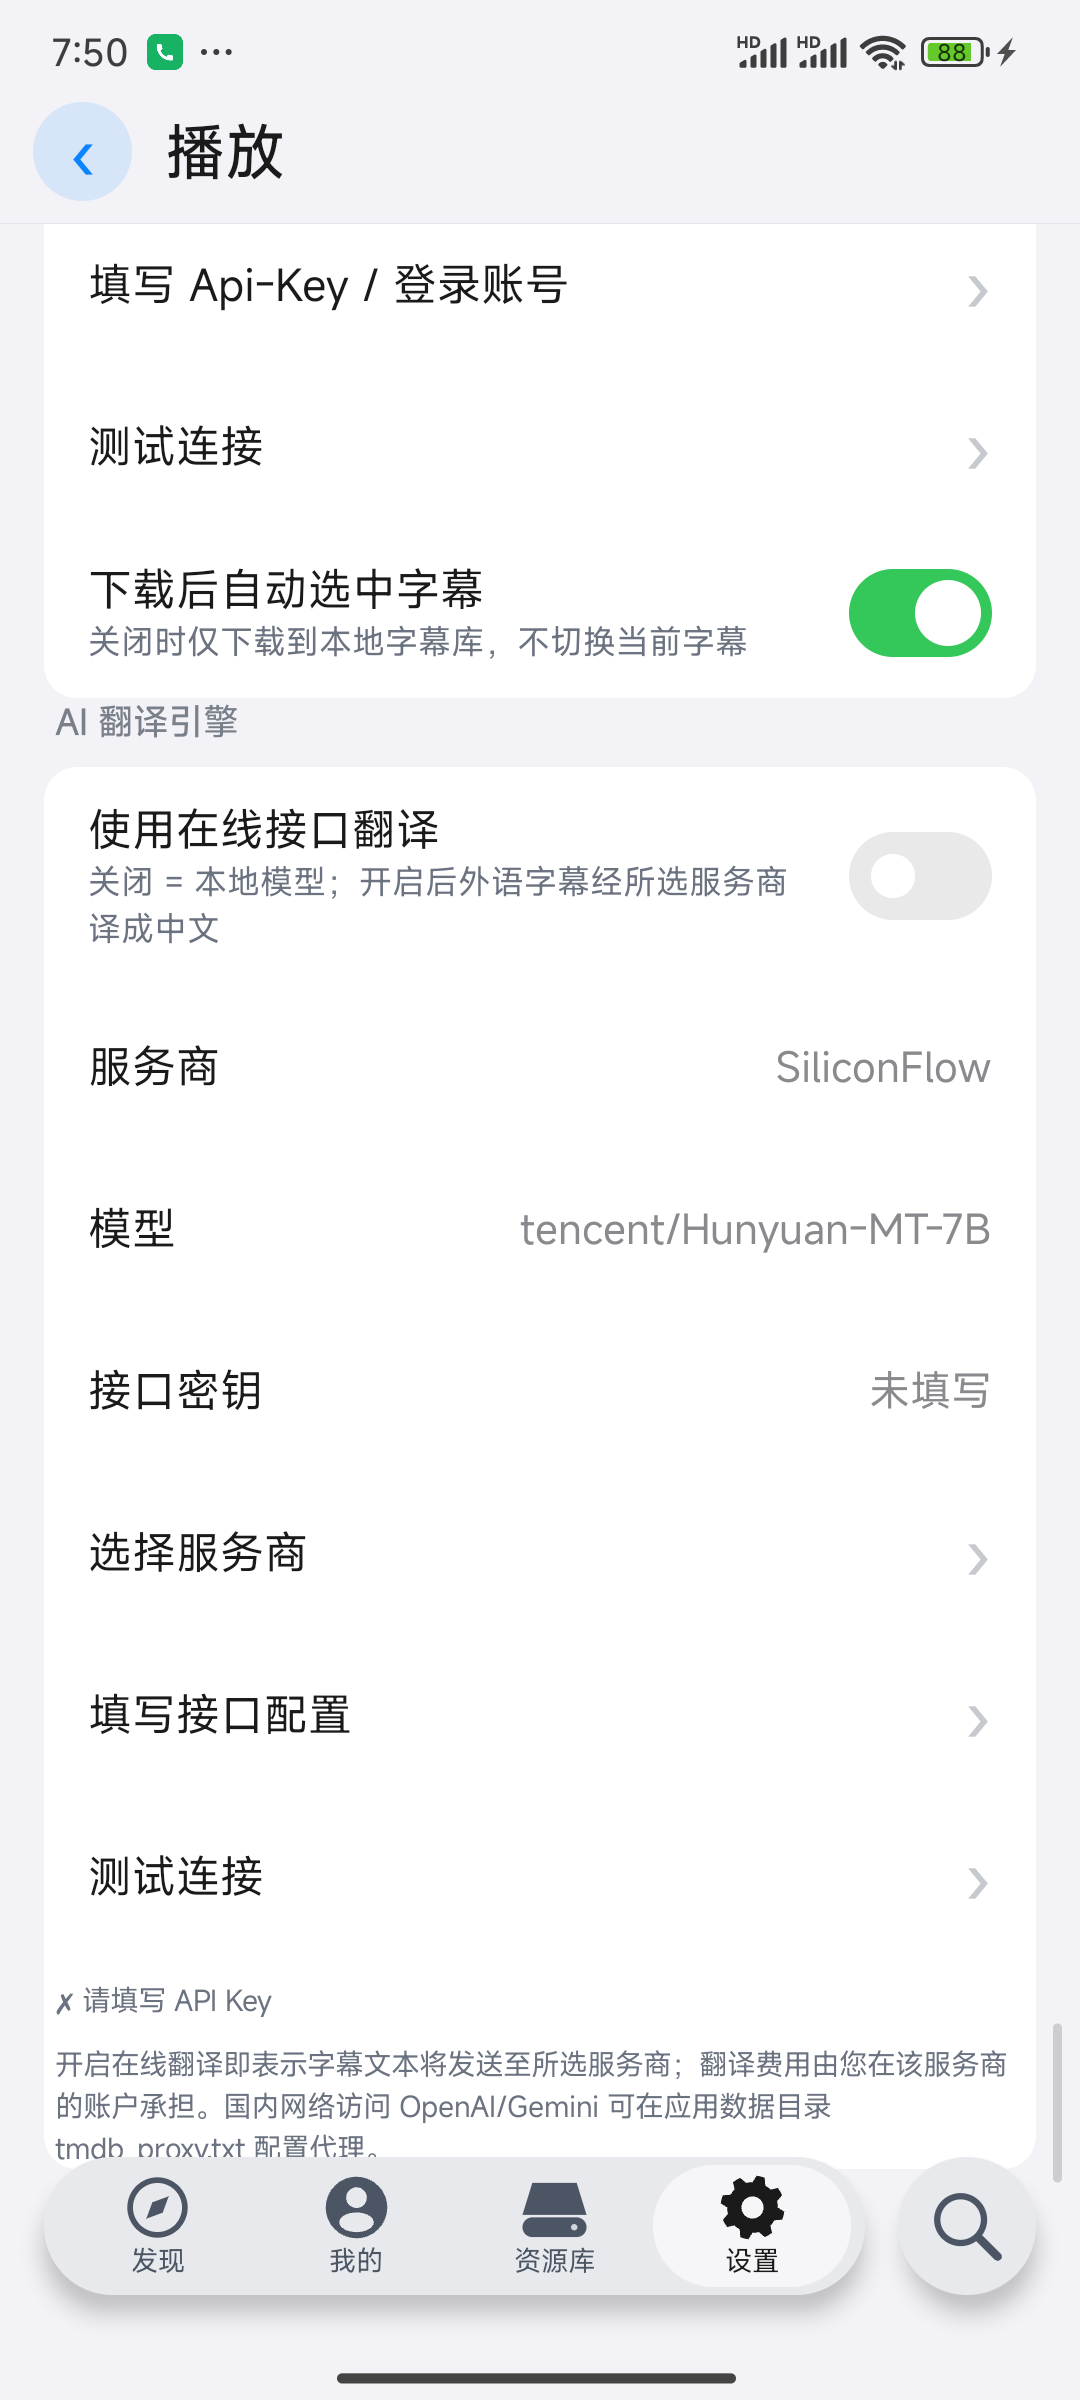 7:50
HD HD 88
播放
填写 Api-Key / 登录账号
测试连接
下载后自动选中字幕
关闭时仅下载到本地字幕库，不切换当前字幕
AI 翻译引擎
使用在线接口翻译
关闭 = 本地模型；开启后外语字幕经所选服务商
译成中文
服务商 SiliconFlow
模型 tencent/Hunyuan-MT-7B
接口密钥 未填写
选择服务商
填写接口配置
测试连接
✗ 请填写 API Key
开启在线翻译即表示字幕文本将发送至所选服务商；翻译费用由您在该服务商
的账户承担。国内网络访问 OpenAI/Gemini 可在应用数据目录
tmdb_proxy.txt 配置代理。
发现 我的 资源库 设置